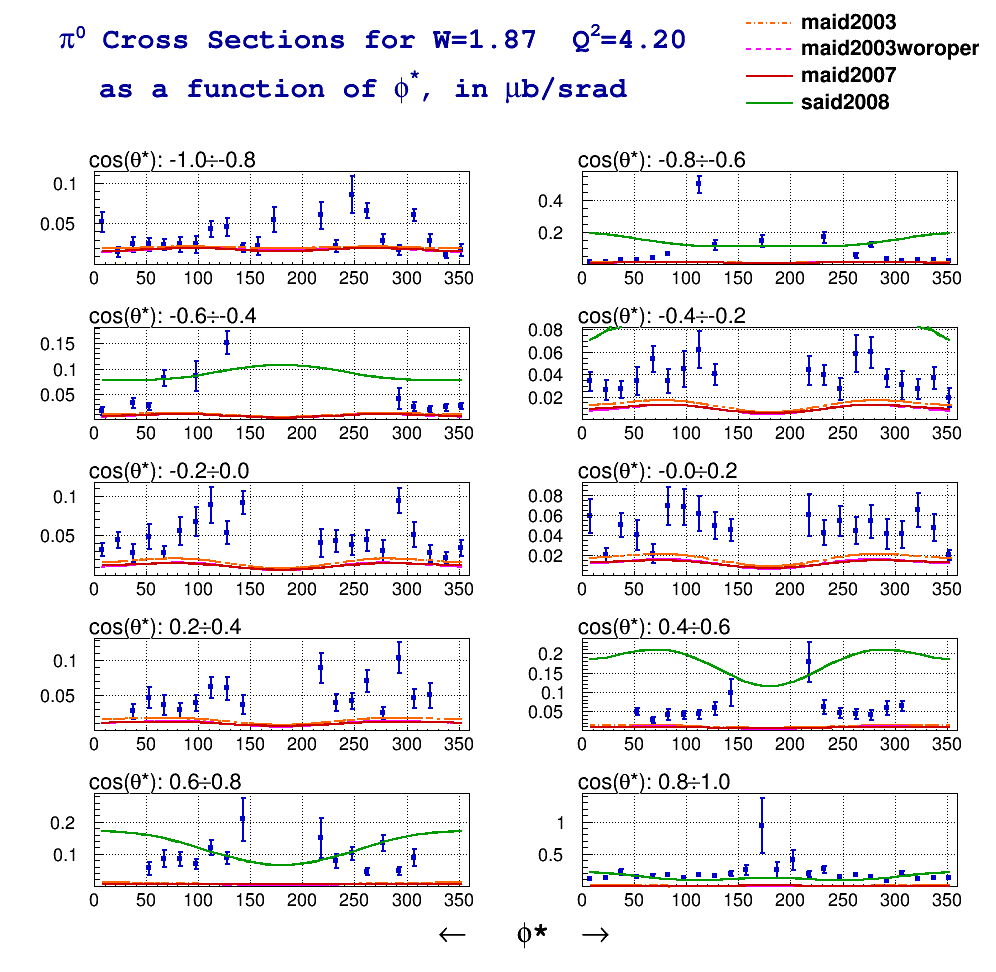 π⁰ Cross Sections for W=1.87 Q²=4.20
as a function of ϕ*, in μb/srad
maid2003
maid2003woroper
maid2007
said2008
cos(θ*): -1.0÷-0.8
0.1
0.05
0 50 100 150 200 250 300 350
cos(θ*): -0.8÷-0.6
0.4
0.2
0 50 100 150 200 250 300 350
cos(θ*): -0.6÷-0.4
0.15
0.1
0.05
0 50 100 150 200 250 300 350
cos(θ*): -0.4÷-0.2
0.08
0.06
0.04
0.02
0 50 100 150 200 250 300 350
cos(θ*): -0.2÷0.0
0.1
0.05
0 50 100 150 200 250 300 350
cos(θ*): -0.0÷0.2
0.08
0.06
0.04
0.02
0 50 100 150 200 250 300 350
cos(θ*): 0.2÷0.4
0.1
0.05
0 50 100 150 200 250 300 350
cos(θ*): 0.4÷0.6
0.2
0.15
0.1
0.05
0 50 100 150 200 250 300 350
cos(θ*): 0.6÷0.8
0.2
0.1
0 50 100 150 200 250 300 350
cos(θ*): 0.8÷1.0
1
0.5
0 50 100 150 200 250 300 350
← ϕ* →